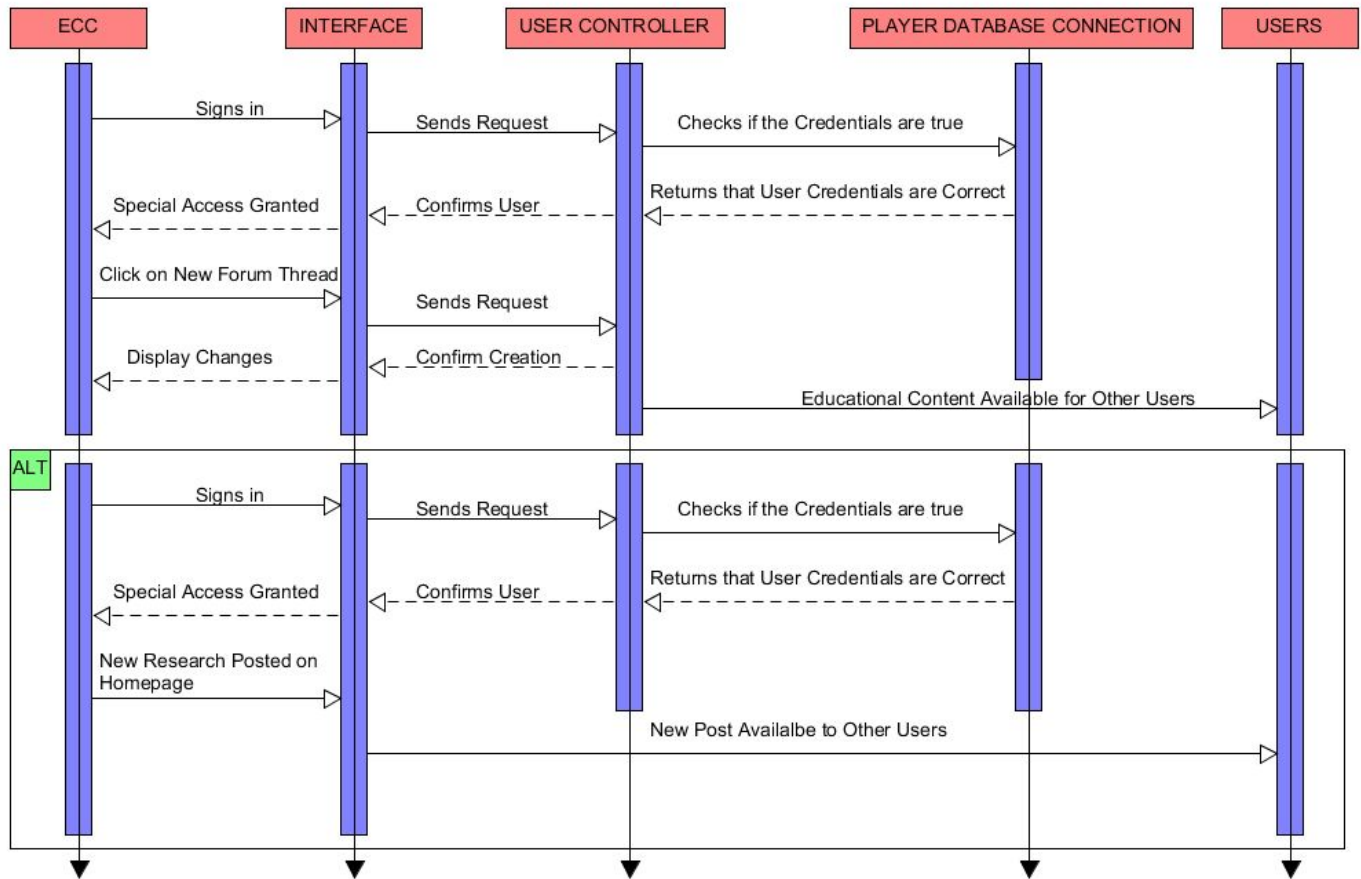 ECC
INTERFACE
USER CONTROLLER
PLAYER DATABASE CONNECTION
USERS
Signs in
Sends Request
Checks if the Credentials are true
Returns that User Credentials are Correct
Confirms User
Special Access Granted
Click on New Forum Thread
Sends Request
Confirm Creation
Display Changes
Educational Content Available for Other Users
ALT
Signs in
Sends Request
Checks if the Credentials are true
Returns that User Credentials are Correct
Confirms User
Special Access Granted
New Research Posted on
Homepage
New Post Availalbe to Other Users